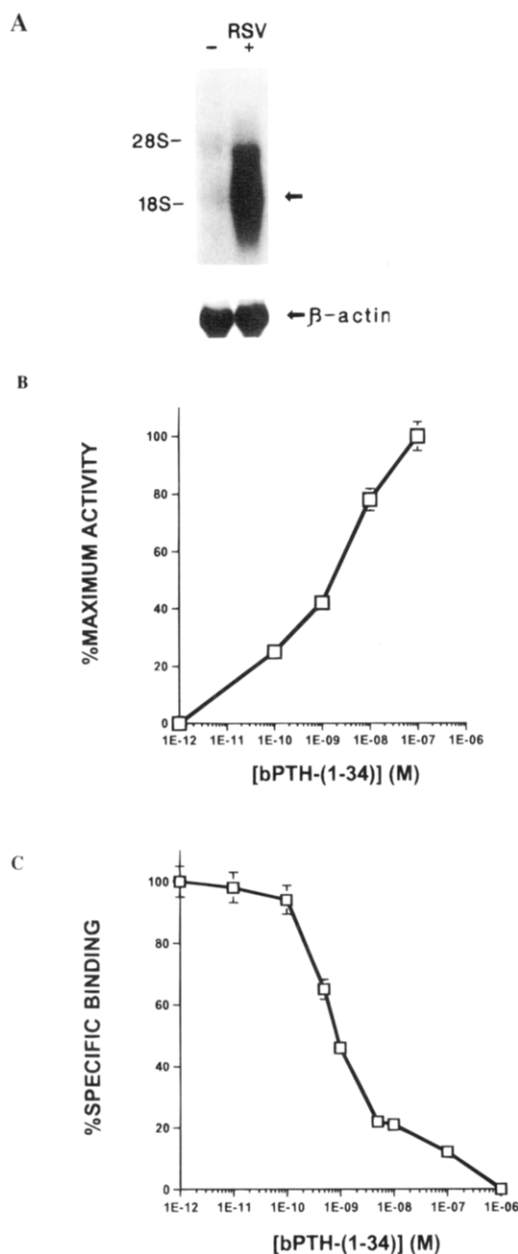 A
RSV
- +
28S-
18S-
β-actin
B
%MAXIMUM ACTIVITY
100
80
60
40
20
0
1E-12 1E-11 1E-10 1E-09 1E-08 1E-07 1E-06
[bPTH-(1-34)] (M)
C
%SPECIFIC BINDING
100
80
60
40
20
0
1E-12 1E-11 1E-10 1E-09 1E-08 1E-07 1E-06
[bPTH-(1-34)] (M)